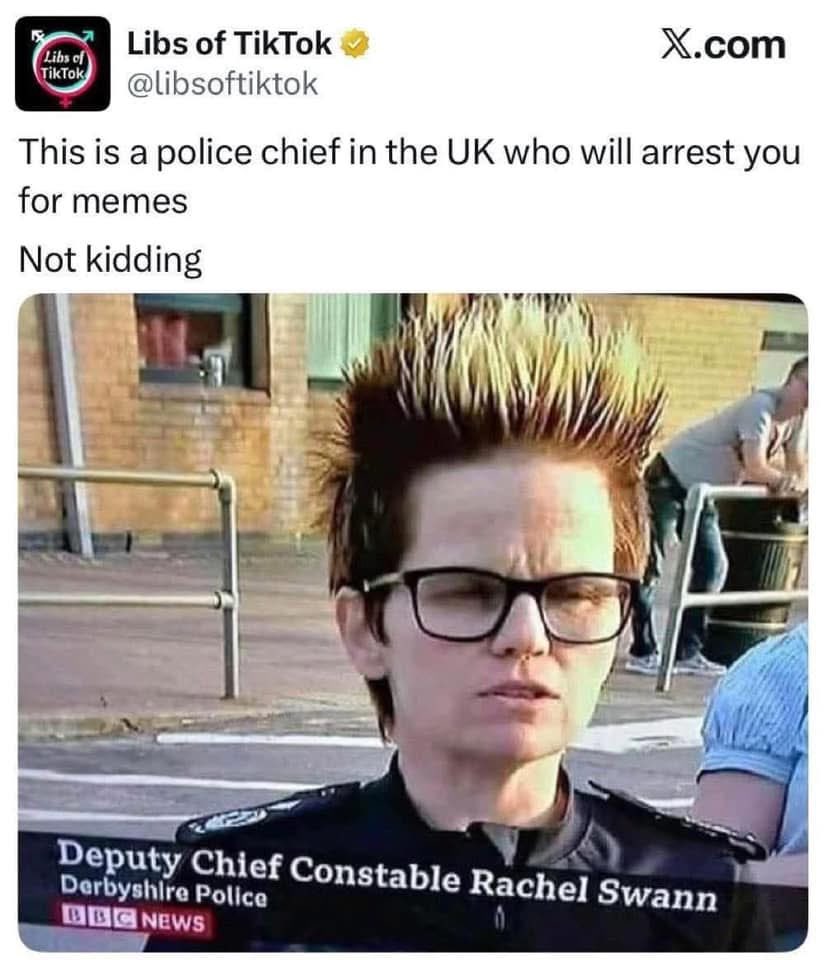 Libs of
TikTok
Libs of TikTok
@libsoftiktok
X.com
This is a police chief in the UK who will arrest you
for memes
Not kidding
Deputy Chief Constable Rachel Swann
Derbyshire Police
BBC NEWS